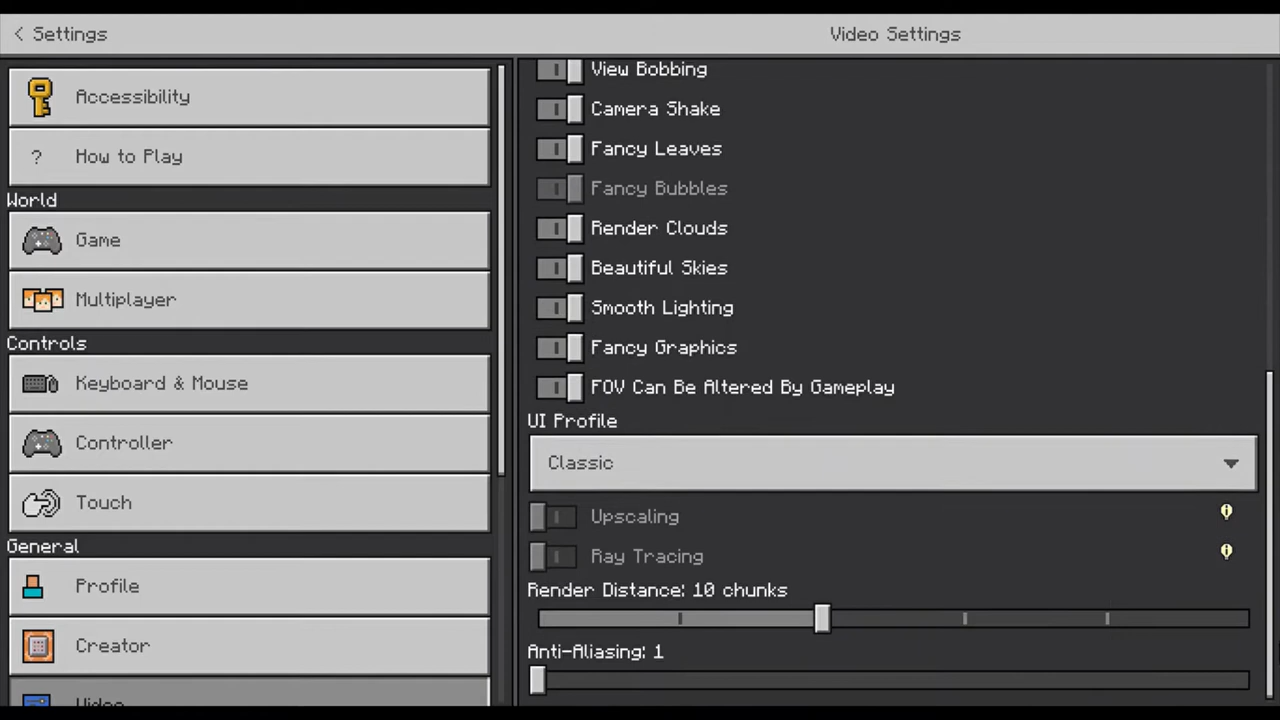 Settings
Video Settings
Accessibility
? How to Play
World
Game
Multiplayer
Controls
Keyboard & Mouse
Controller
Touch
General
Profile
Creator
Video
View Bobbing
Camera Shake
Fancy Leaves
Fancy Bubbles
Render Clouds
Beautiful Skies
Smooth Lighting
Fancy Graphics
FOV Can Be Altered By Gameplay
UI Profile
Classic
Upscaling
Ray Tracing
Render Distance: 10 chunks
Anti-Aliasing: 1